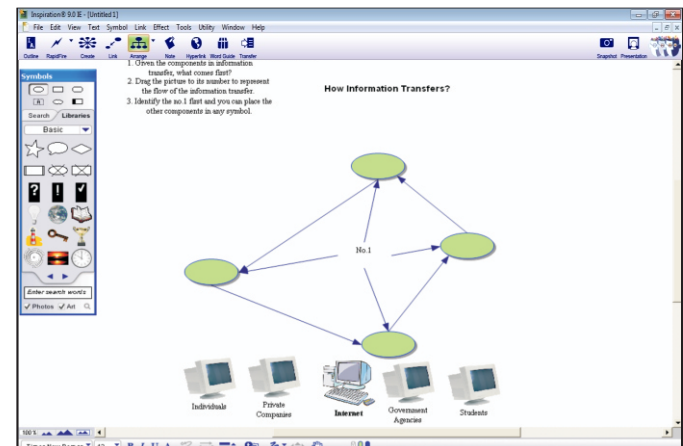 Inspiration® 9.0 IE - [Untitled1]
File Edit View Text Symbol Link Effect Tools Utility Window Help
Outline RapidFire Create Link Arrange Note Hyperlink Word Guide Transfer Snapshot Presentation
1. Given the components in information
transfer, what comes first?
2. Drag the picture to its number to represent
the flow of the information transfer.
3. Identify the no.1 first and you can place the
other components in any symbol.
How Information Transfers?
Symbols
Search Libraries
Basic
Enter search words
Photos Art
No.1
Individuals
Private
Companies
Internet
Government
Agencies
Students
100 %